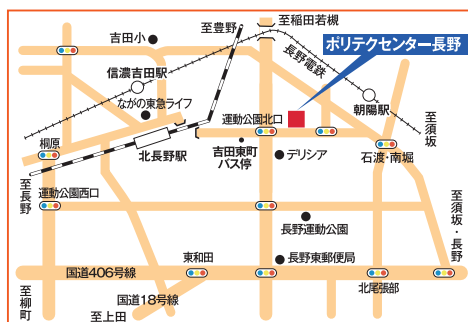 至稲田若槻
至豊野
吉田小
ポリテクセンター長野
長野電鉄
信濃吉田駅
朝陽駅
ながの東急ライフ
運動公園北口
至須坂
桐原
北長野駅
吉田東町
バス停
デリシア
石渡・南堀
至長野
運動公園西口
至須坂・長野
長野運動公園
東和田
長野東郵便局
国道406号線
北尾張部
国道18号線
至柳町
至上田